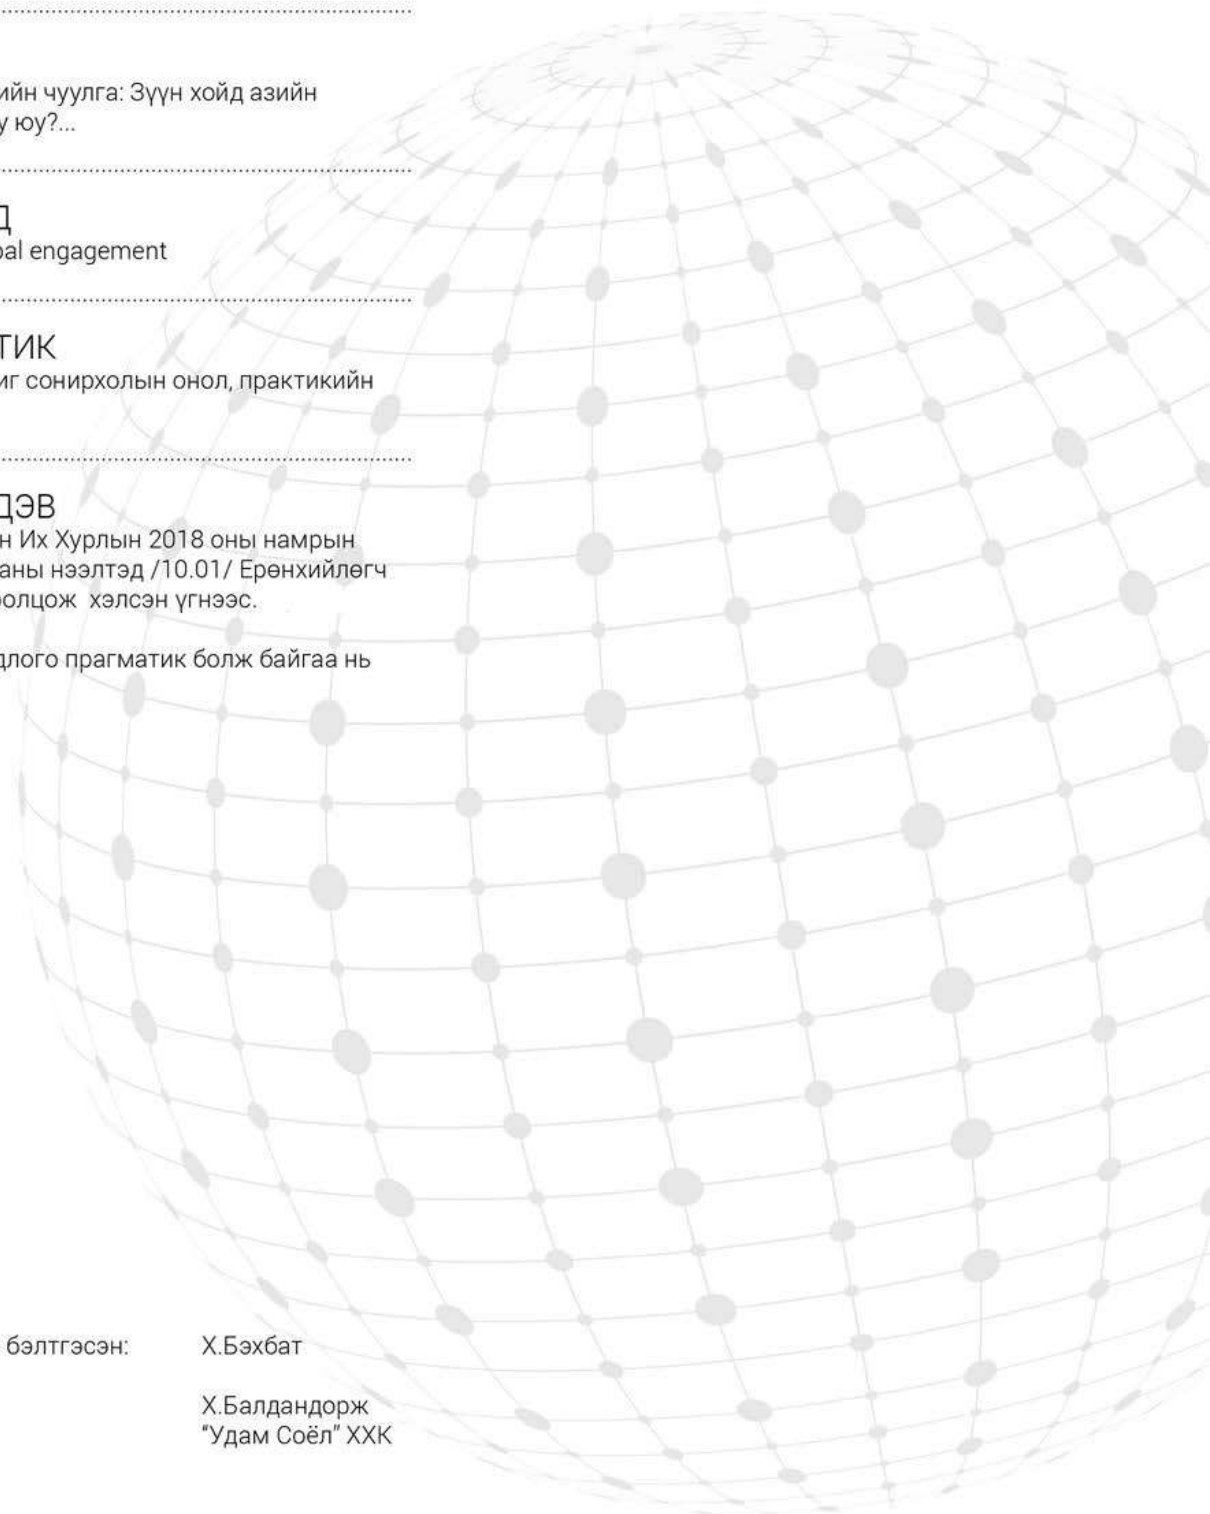 ийн чуулга: Зүүн хойд азийн
у юу?...
Д
bal engagement
ТИК
иг сонирхолын онол, практикийн
ДЭВ
н Их Хурлын 2018 оны намрын
аны нээлтэд /10.01/ Ерөнхийлөгч
олцож хэлсэн үгнээс.
длого прагматик болж байгаа нь
бэлтгэсэн: Х.Бэхбат
Х.Балдандорж
"Удам Соёл" ХХК